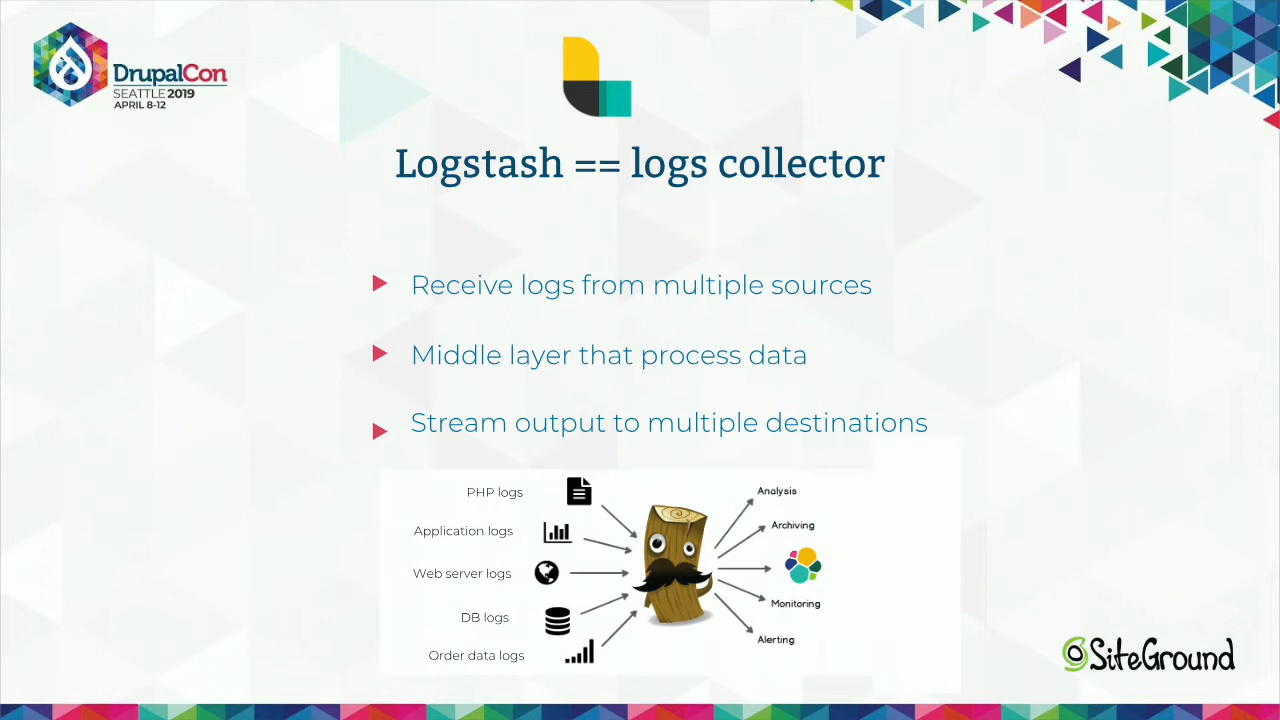 DrupalCon
SEATTLE 2019
APRIL 8-12
Logstash == logs collector
Receive logs from multiple sources
Middle layer that process data
Stream output to multiple destinations
PHP logs
Application logs
Web server logs
DB logs
Order data logs
Analysis
Archiving
Monitoring
Alerting
SiteGround